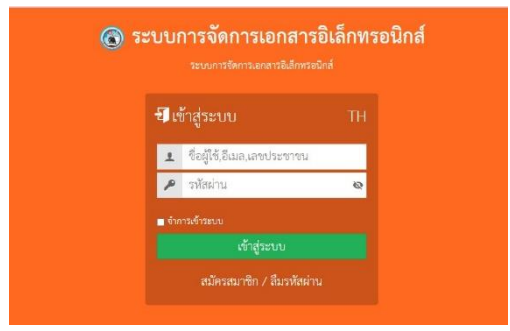 ระบบการจัดการเอกสารอิเล็กทรอนิกส์
ระบบการจัดการเอกสารอิเล็กทรอนิกส์
เข้าสู่ระบบ TH
ชื่อผู้ใช้,อีเมล,เลขประชาชน
รหัสผ่าน
จำการเข้าระบบ
เข้าสู่ระบบ
สมัครสมาชิก / ลืมรหัสผ่าน